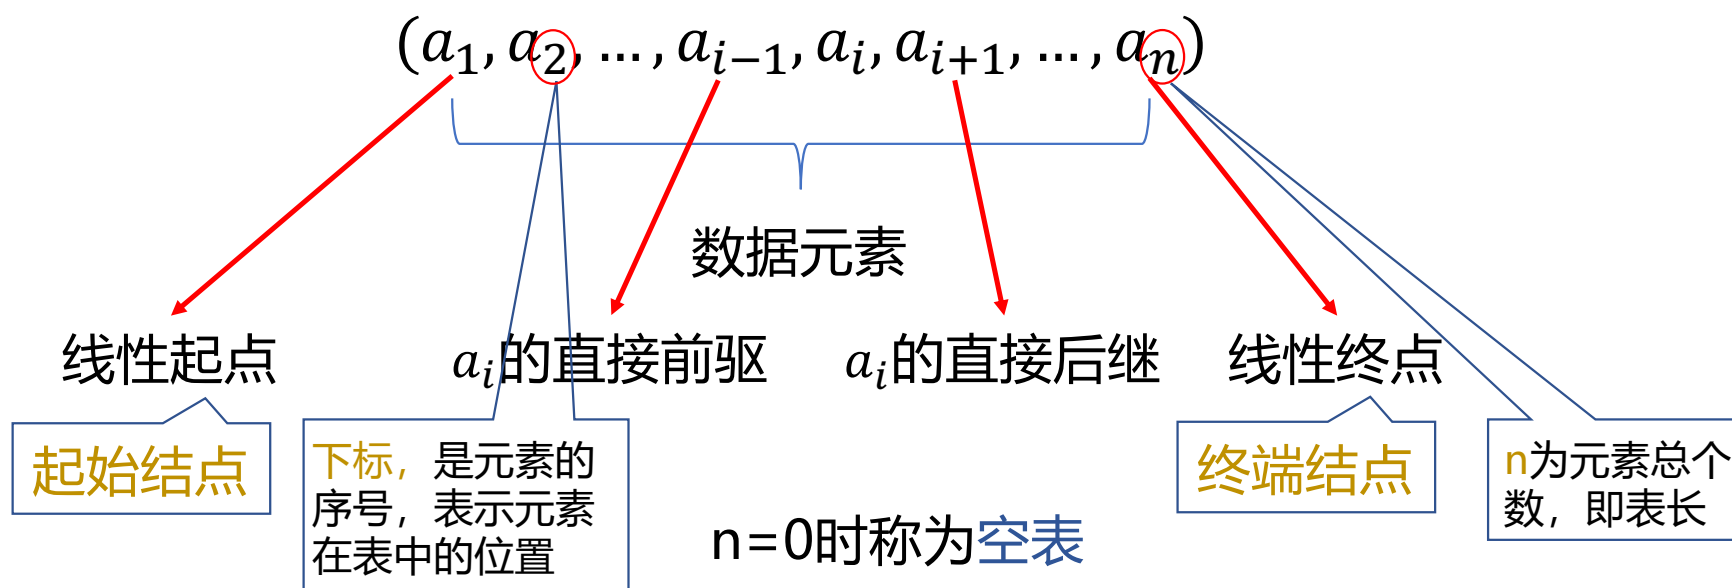 (a₁, a₂, …, aᵢ₋₁, aᵢ, aᵢ₊₁, …, aₙ)
数据元素
线性起点
aᵢ的直接前驱
aᵢ的直接后继
线性终点
起始结点
下标，是元素的
序号，表示元素
在表中的位置
终端结点
n为元素总个
数，即表长
n=0时称为空表